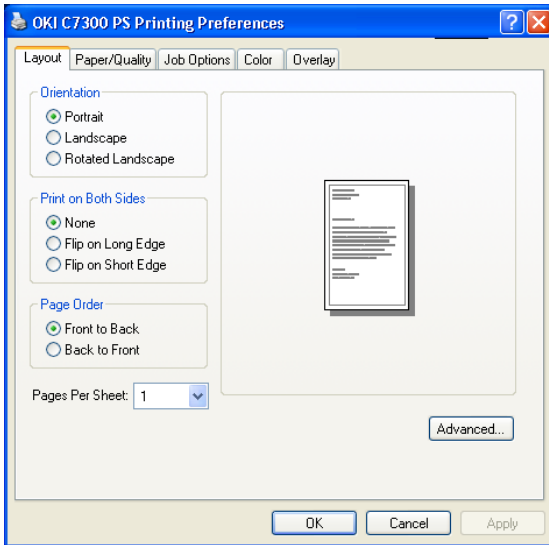 OKI C7300 PS Printing Preferences
Layout Paper/Quality Job Options Color Overlay
Orientation
Portrait
Landscape
Rotated Landscape
Print on Both Sides
None
Flip on Long Edge
Flip on Short Edge
Page Order
Front to Back
Back to Front
Pages Per Sheet: 1
Advanced...
OK Cancel Apply